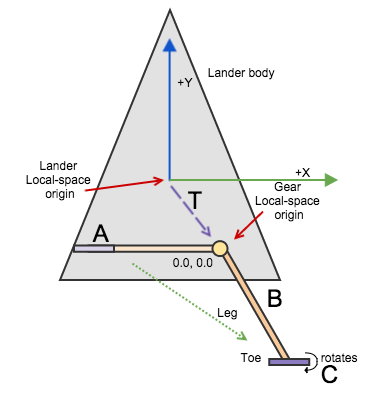 +Y
Lander body
Lander
Local-space
origin
+X
Gear
Local-space
origin
T
A
0.0, 0.0
B
Leg
Toe
rotates
C